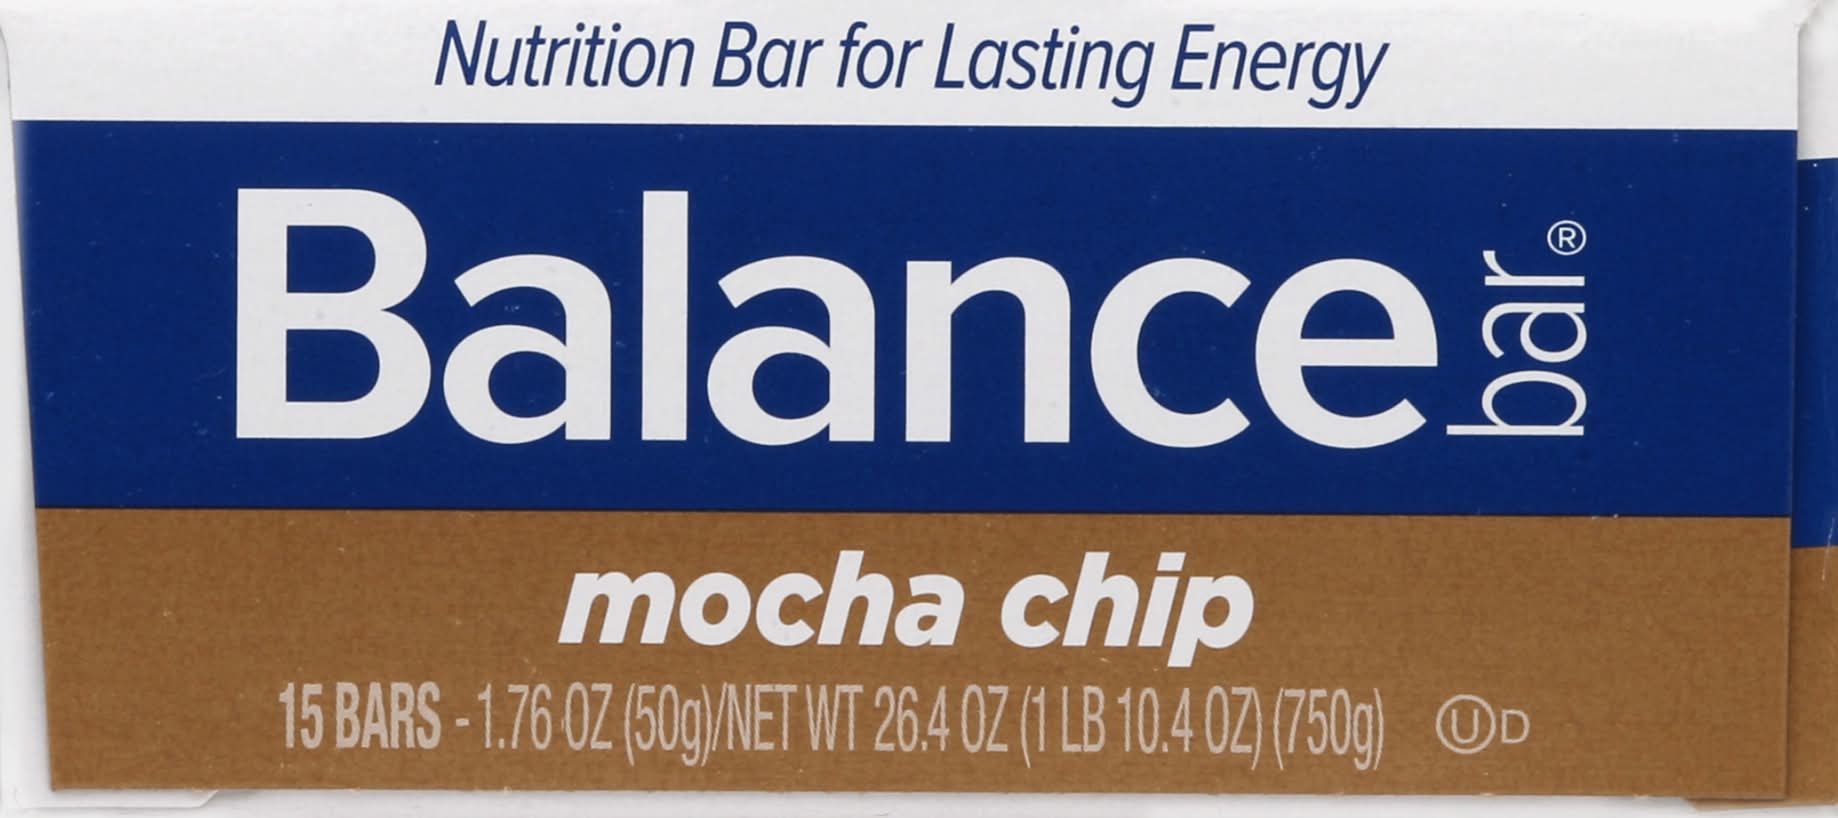 Nutrition Bar for Lasting Energy
Balance bar®
mocha chip
15 BARS - 1.76 OZ (50g)/NET WT 26.4 OZ (1 LB 10.4 OZ) (750g) Ⓤ D